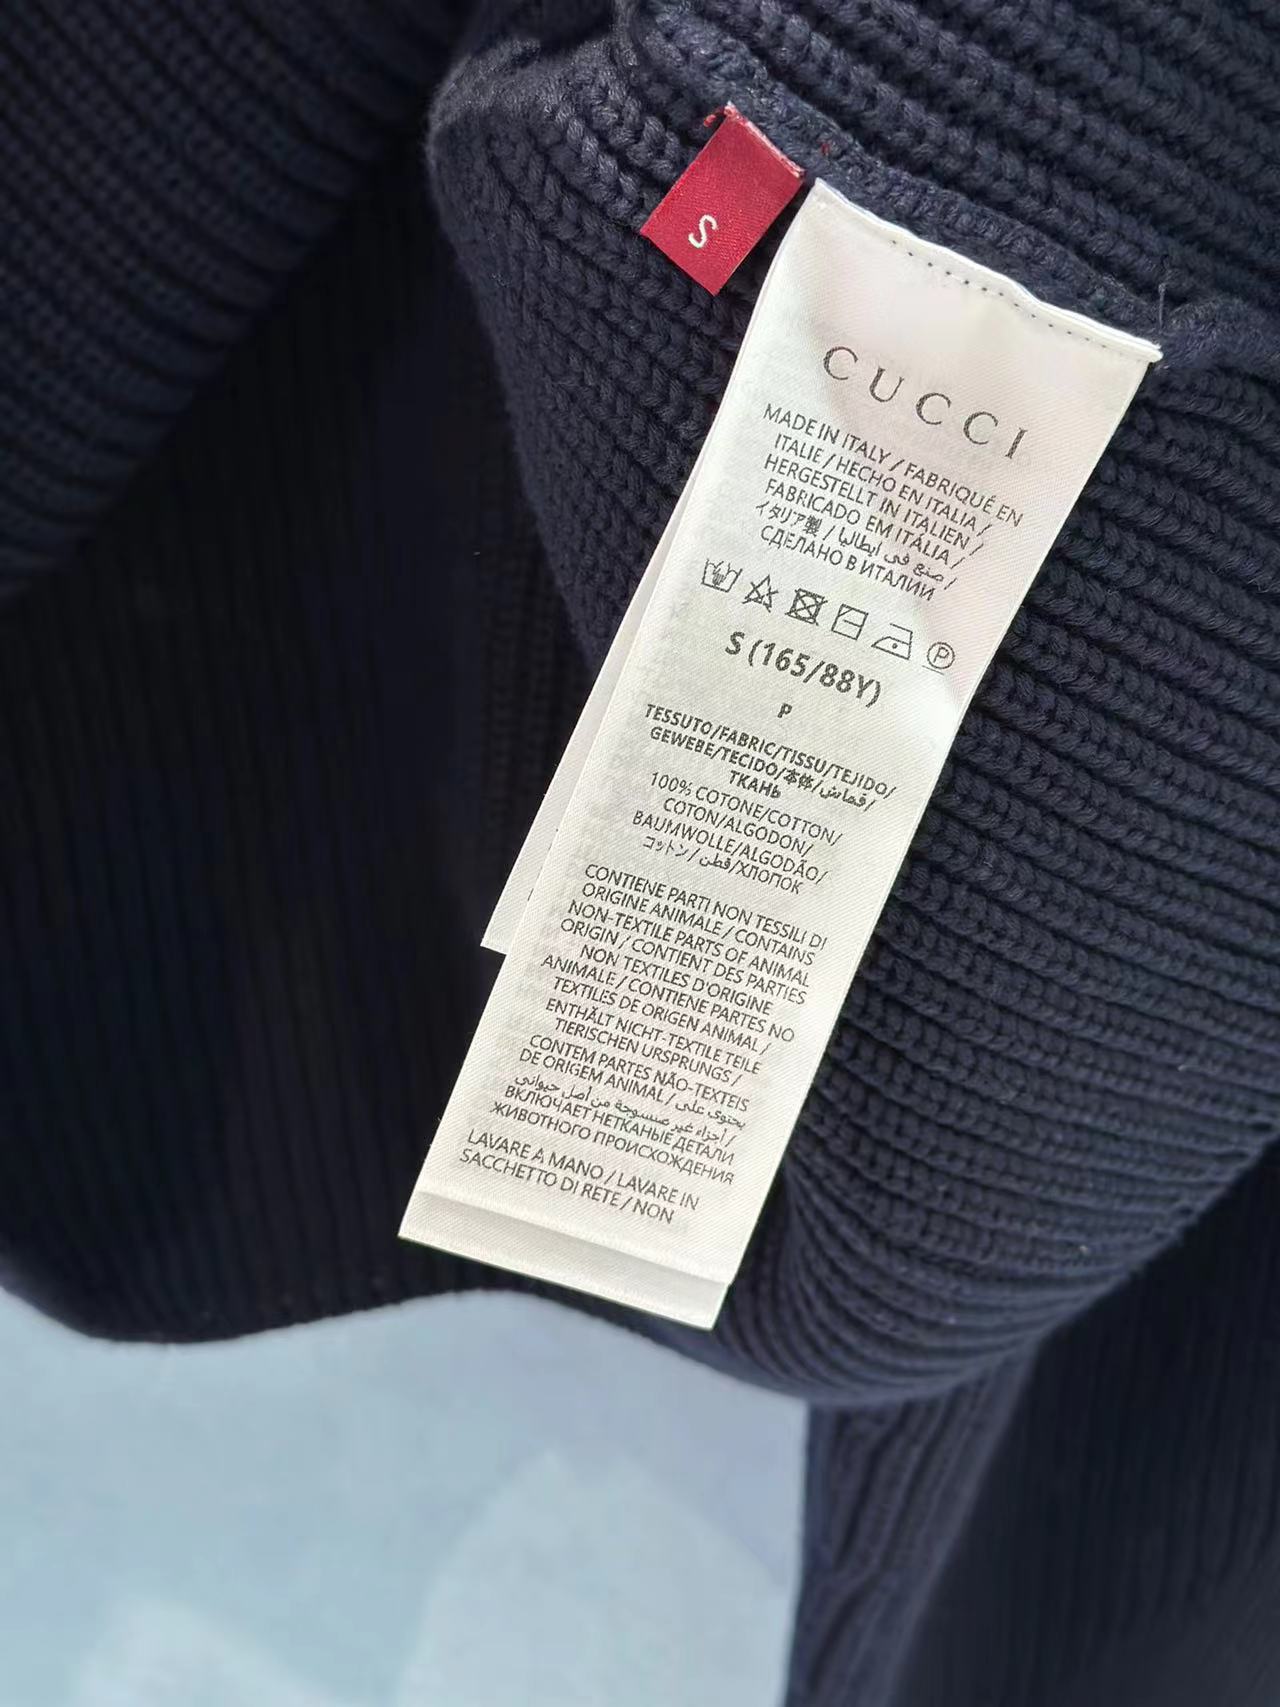 S
CUCCI
MADE IN ITALY / FABRIQUÉ EN
ITALIE / HECHO EN ITALIA /
HERGESTELLT IN ITALIEN /
FABRICADO EM ITÁLIA /
イタリア製 / صنع في ايطاليا /
СДЕЛАНО В ИТАЛИИ
P
S (165/88Y)
P
TESSUTO/FABRIC/TISSU/TEJIDO/
GEWEBE/TECIDO/本体/قماش/
ТКАНЬ
100% COTONE/COTTON/
COTON/ALGODON/
BAUMWOLLE/ALGODÃO/
コットン/قطن/ХЛОПОК
CONTIENE PARTI NON TESSILI DI
ORIGINE ANIMALE / CONTAINS
NON-TEXTILE PARTS OF ANIMAL
ORIGIN / CONTIENT DES PARTIES
NON TEXTILES D'ORIGINE
ANIMALE / CONTIENE PARTES NO
TEXTILES DE ORIGEN ANIMAL /
ENTHÄLT NICHT-TEXTILE TEILE
TIERISCHEN URSPRUNGS /
CONTEM PARTES NÃO-TEXTEIS
DE ORIGEM ANIMAL / يحتوي على
أجزاء غير منسوجة من أصل حيواني /
ВКЛЮЧАЕТ НЕТКАНЫЕ ДЕТАЛИ
ЖИВОТНОГО ПРОИСХОЖДЕНИЯ
LAVARE A MANO / LAVARE IN
SACCHETTO DI RETE / NON